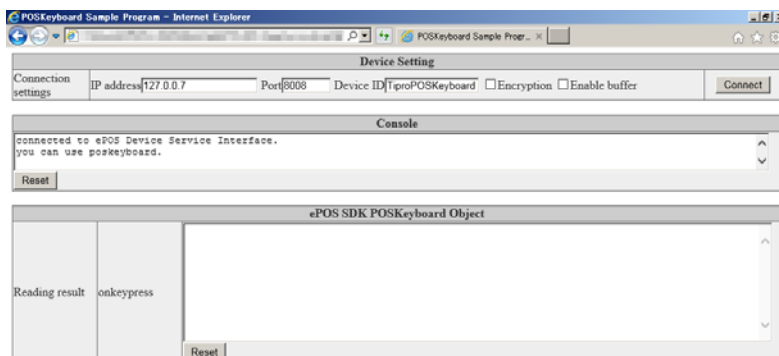 POSKeyboard Sample Program - Internet Explorer
POSKeyboard Sample Progr... ×
Device Setting
Connection settings
IP address 127.0.0.7 Port 8008 Device ID TiproPOSKeyboard Encryption Enable buffer Connect
Console
connected to ePOS Device Service Interface.
you can use poskeyboard.
Reset
ePOS SDK POSKeyboard Object
Reading result onkeypress
Reset